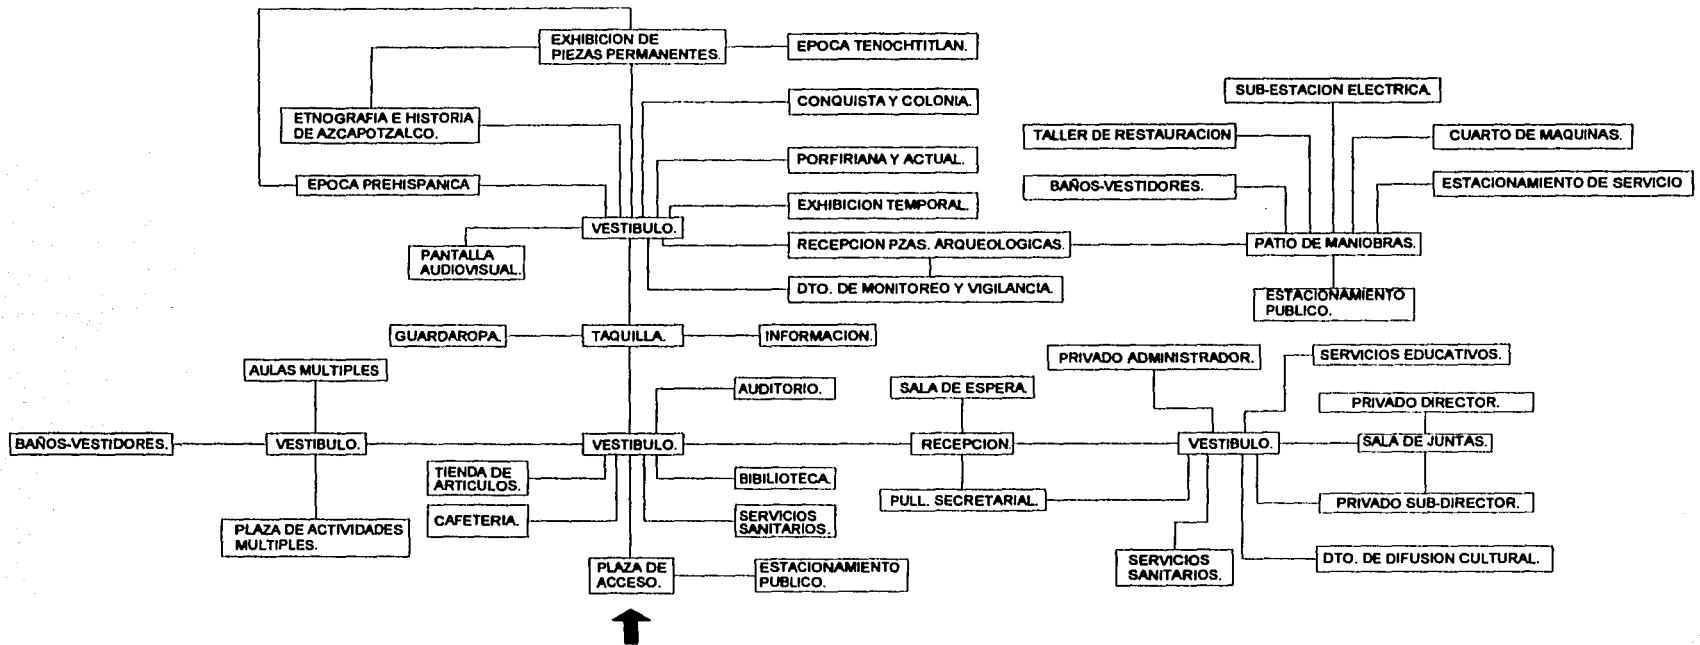 EXHIBICION DE
PIEZAS PERMANENTES.
EPOCA TENOCHTITLAN.
ETNOGRAFIA E HISTORIA
DE AZCAPOTZALCO.
CONQUISTA Y COLONIA.
PORFIRIANA Y ACTUAL.
EPOCA PREHISPANICA
EXHIBICION TEMPORAL.
VESTIBULO.
PANTALLA
AUDIOVISUAL.
RECEPCION PZAS. ARQUEOLOGICAS.
DTO. DE MONITOREO Y VIGILANCIA.
SUB-ESTACION ELECTRICA.
TALLER DE RESTAURACION
CUARTO DE MAQUINAS.
BAÑOS-VESTIDORES.
ESTACIONAMIENTO DE SERVICIO
PATIO DE MANIOBRAS.
ESTACIONAMIENTO
PUBLICO.
GUARDAROPA.
TAQUILLA.
INFORMACION.
AULAS MULTIPLES
AUDITORIO.
BAÑOS-VESTIDORES.
VESTIBULO.
VESTIBULO.
TIENDA DE
ARTICULOS.
BIBILIOTECA.
CAFETERIA.
SERVICIOS
SANITARIOS.
PLAZA DE ACTIVIDADES
MULTIPLES.
PLAZA DE
ACCESO.
ESTACIONAMIENTO
PUBLICO.
SALA DE ESPERA.
RECEPCION.
PULL. SECRETARIAL.
PRIVADO ADMINISTRADOR.
SERVICIOS EDUCATIVOS.
PRIVADO DIRECTOR.
VESTIBULO.
SALA DE JUNTAS.
PRIVADO SUB-DIRECTOR.
SERVICIOS
SANITARIOS.
DTO. DE DIFUSION CULTURAL.